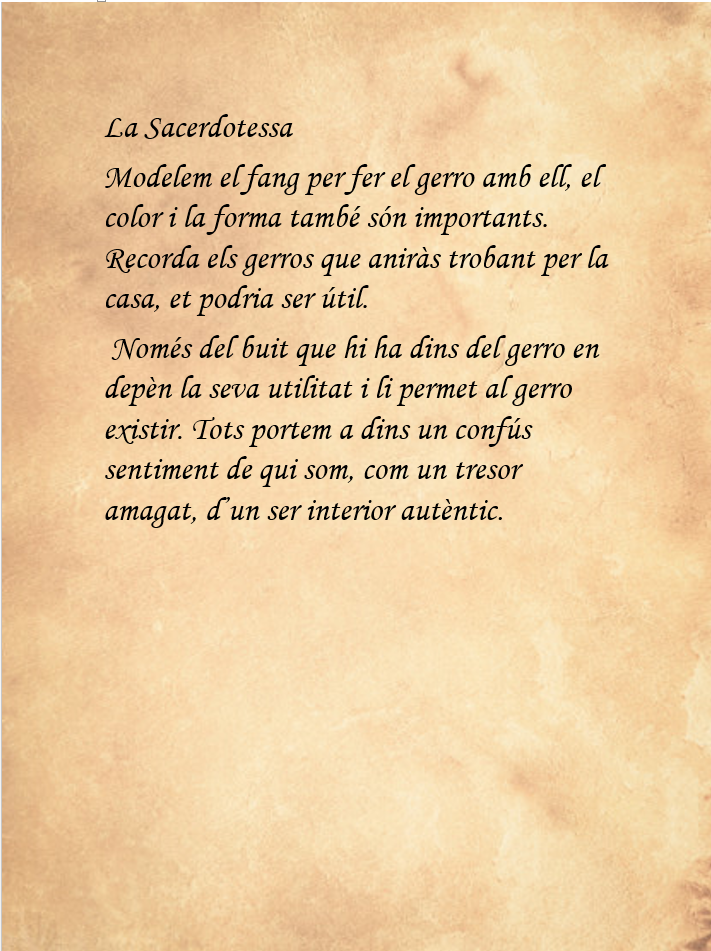 La Sacerdotessa
Modelem el fang per fer el gerro amb ell, el
color i la forma també són importants.
Recorda els gerros que aniràs trobant per la
casa, et podria ser útil.
Només del buit que hi ha dins del gerro en
depèn la seva utilitat i li permet al gerro
existir. Tots portem a dins un confús
sentiment de qui som, com un tresor
amagat, d'un ser interior autèntic.